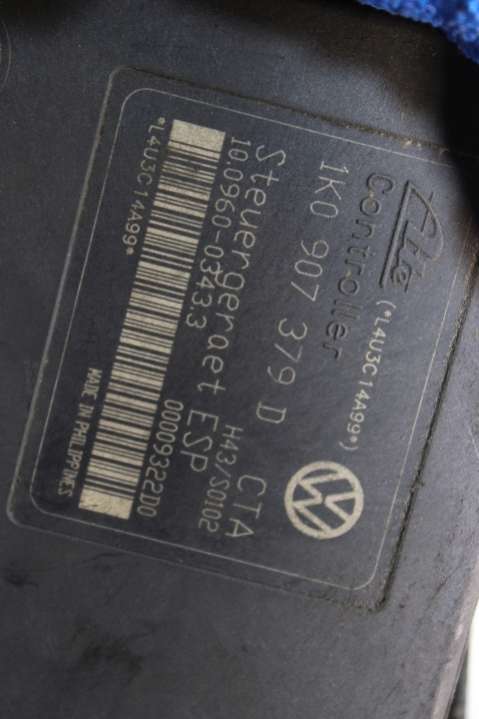 Ate (*L4U3C14A99*)
Controller
1K0 907 379 D CTA
H43/S0102
Steuergeraet ESP
10.0960-0343.3 00009322D0
*L4U3C14A99* MADE IN PHILIPPINES